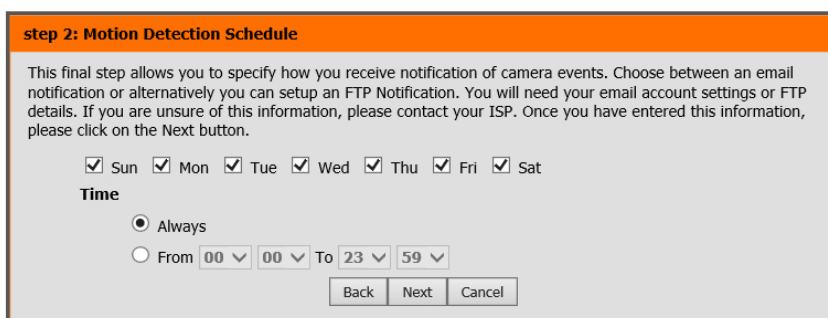 step 2: Motion Detection Schedule
This final step allows you to specify how you receive notification of camera events. Choose between an email
notification or alternatively you can setup an FTP Notification. You will need your email account settings or FTP
details. If you are unsure of this information, please contact your ISP. Once you have entered this information,
please click on the Next button.
Sun Mon Tue Wed Thu Fri Sat
Time
Always
From 00 00 To 23 59
Back Next Cancel